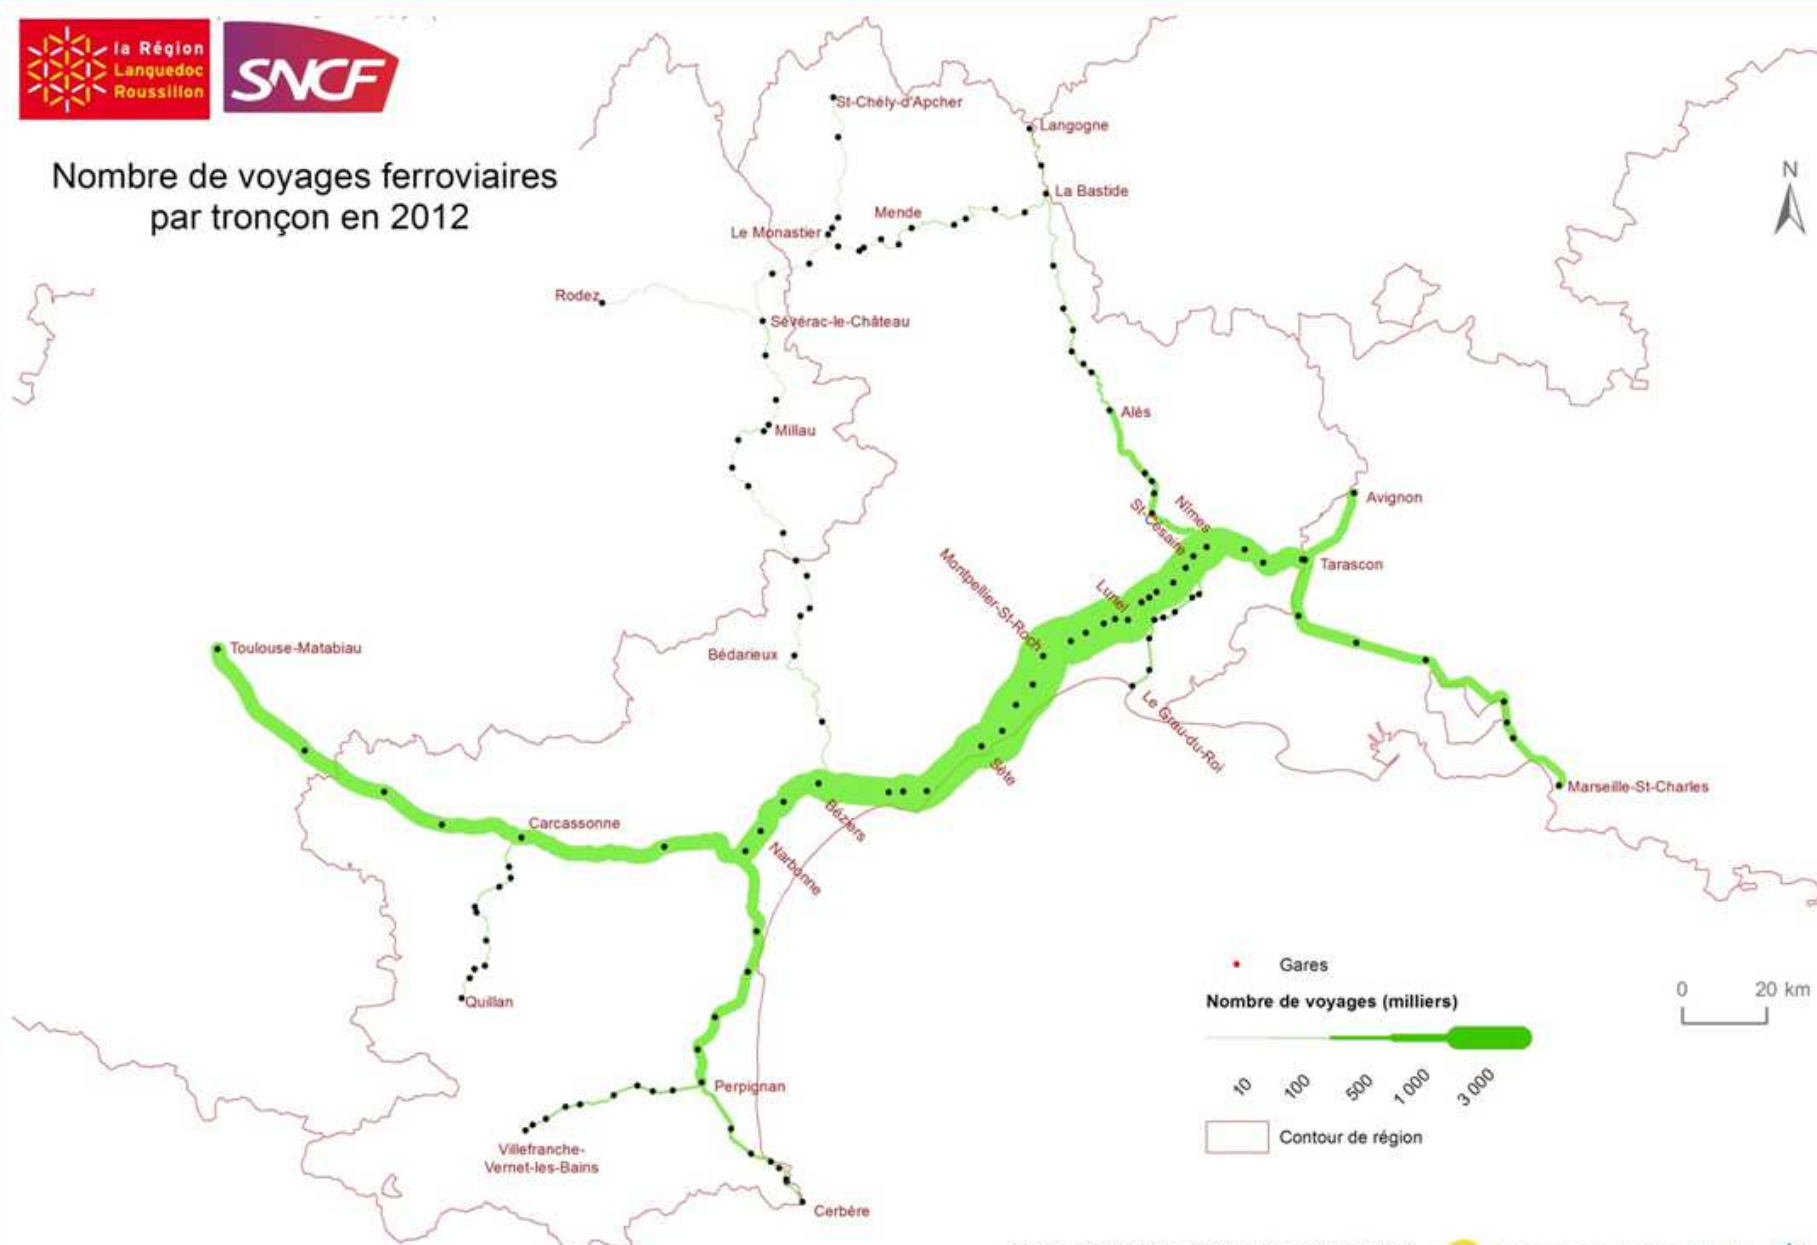 la Région
Languedoc
Roussillon
SNCF
Nombre de voyages ferroviaires
par tronçon en 2012
St-Chély-d'Apcher
Langogne
N
La Bastide
Mende
Le Monastier
Rodez
Sévérac-le-Château
Alès
Millau
Avignon
Nîmes
St-Césaire
Tarascon
Montpellier-St-Roch
Lunel
Toulouse-Matabiau
Bédarieux
Le Grau-du-Roi
Sète
Marseille-St-Charles
Carcassonne
Béziers
Narbonne
Quillan
Gares
Nombre de voyages (milliers)
0 20 km
10 100 500 1 000 3 000
Perpignan
Contour de région
Villefranche-
Vernet-les-Bains
Cerbère